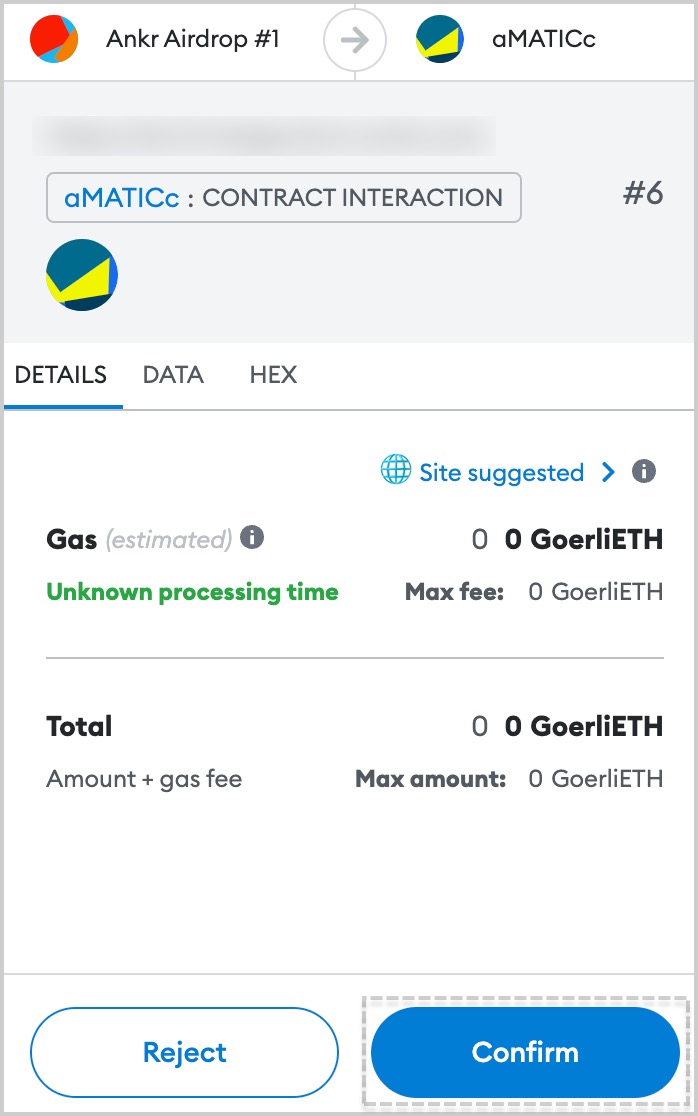 Ankr Airdrop #1 aMATICc
aMATICc : CONTRACT INTERACTION #6
DETAILS DATA HEX
Site suggested
Gas (estimated) 0 0 GoerliETH
Unknown processing time Max fee: 0 GoerliETH
Total 0 0 GoerliETH
Amount + gas fee Max amount: 0 GoerliETH
Reject Confirm